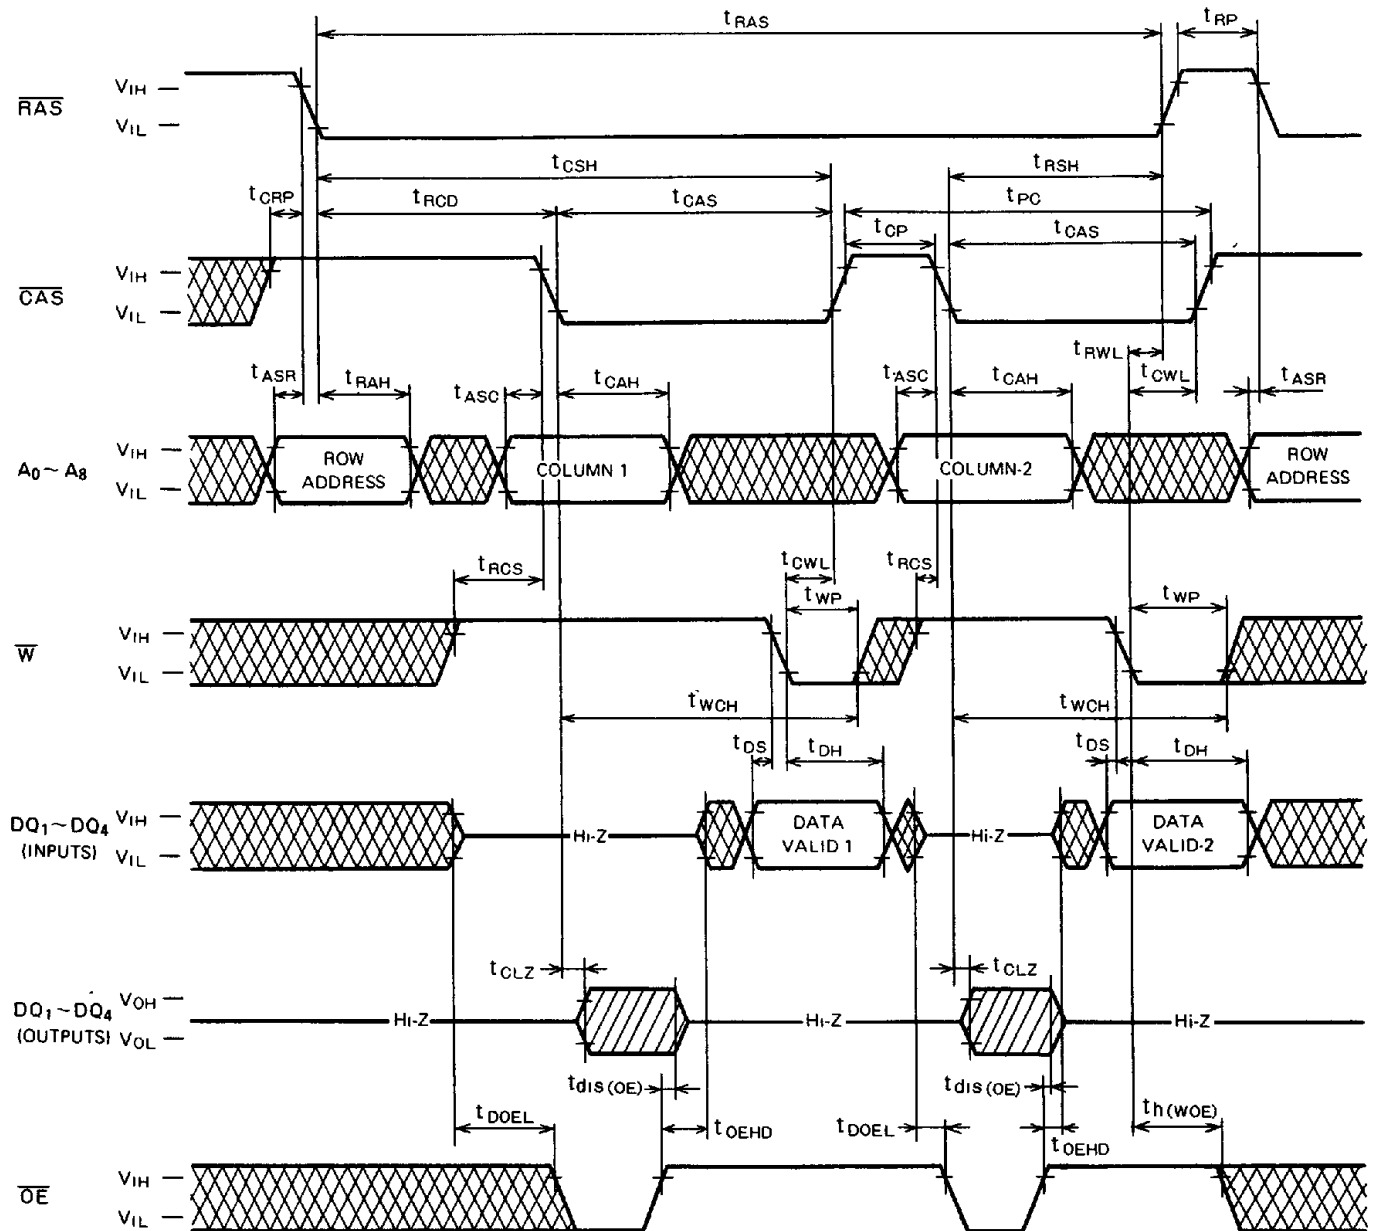 tRAS tRP
RAS VIH
VIL
tCSH tRSH
tCRP tRCD tCAS tPC
tCP tCAS
CAS VIH
VIL
tRWL
tASR tRAH tASC tCAH tASC tCAH tCWL tASR
A0~A8 VIH
VIL
ROW ADDRESS
COLUMN 1
COLUMN-2
ROW ADDRESS
tRCS tCWL tRCS
tWP tWP
W VIH
VIL
tWCH tWCH
tDS tDH tDS tDH
DQ1~DQ4 (INPUTS) VIH
VIL
Hi-Z
DATA VALID 1
Hi-Z
DATA VALID-2
tCLZ tCLZ
DQ1~DQ4 (OUTPUTS) VOH
VOL
Hi-Z Hi-Z Hi-Z
tdis(OE) tdis(OE)
tDOEL tOEHD tDOEL tOEHD th(WOE)
OE VIH
VIL